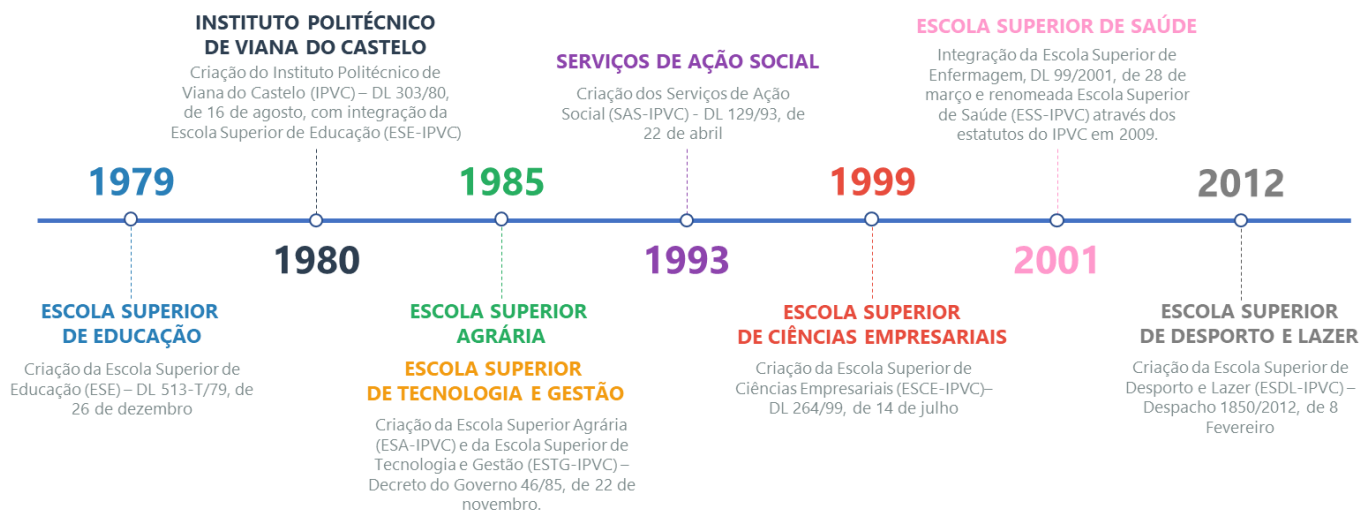 1979
ESCOLA SUPERIOR
DE EDUCAÇÃO
Criação da Escola Superior de
Educação (ESE) – DL 513-T/79, de
26 de dezembro
INSTITUTO POLITÉCNICO
DE VIANA DO CASTELO
Criação do Instituto Politécnico de
Viana do Castelo (IPVC) – DL 303/80,
de 16 de agosto, com integração da
Escola Superior de Educação (ESE-IPVC)
1980
1985
ESCOLA SUPERIOR
AGRÁRIA
ESCOLA SUPERIOR
DE TECNOLOGIA E GESTÃO
Criação da Escola Superior Agrária
(ESA-IPVC) e da Escola Superior de
Tecnologia e Gestão (ESTG-IPVC) –
Decreto do Governo 46/85, de 22 de
novembro.
SERVIÇOS DE AÇÃO SOCIAL
Criação dos Serviços de Ação
Social (SAS-IPVC) - DL 129/93, de
22 de abril
1993
1999
ESCOLA SUPERIOR
DE CIÊNCIAS EMPRESARIAIS
Criação da Escola Superior de
Ciências Empresariais (ESCE-IPVC)–
DL 264/99, de 14 de julho
ESCOLA SUPERIOR DE SAÚDE
Integração da Escola Superior de
Enfermagem, DL 99/2001, de 28 de
março e renomeada Escola Superior
de Saúde (ESS-IPVC) através dos
estatutos do IPVC em 2009.
2001
2012
ESCOLA SUPERIOR
DE DESPORTO E LAZER
Criação da Escola Superior de
Desporto e Lazer (ESDL-IPVC) –
Despacho 1850/2012, de 8
Fevereiro